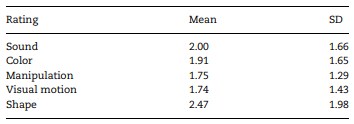 Rating Mean SD
Sound 2.00 1.66
Color 1.91 1.65
Manipulation 1.75 1.29
Visual motion 1.74 1.43
Shape 2.47 1.98